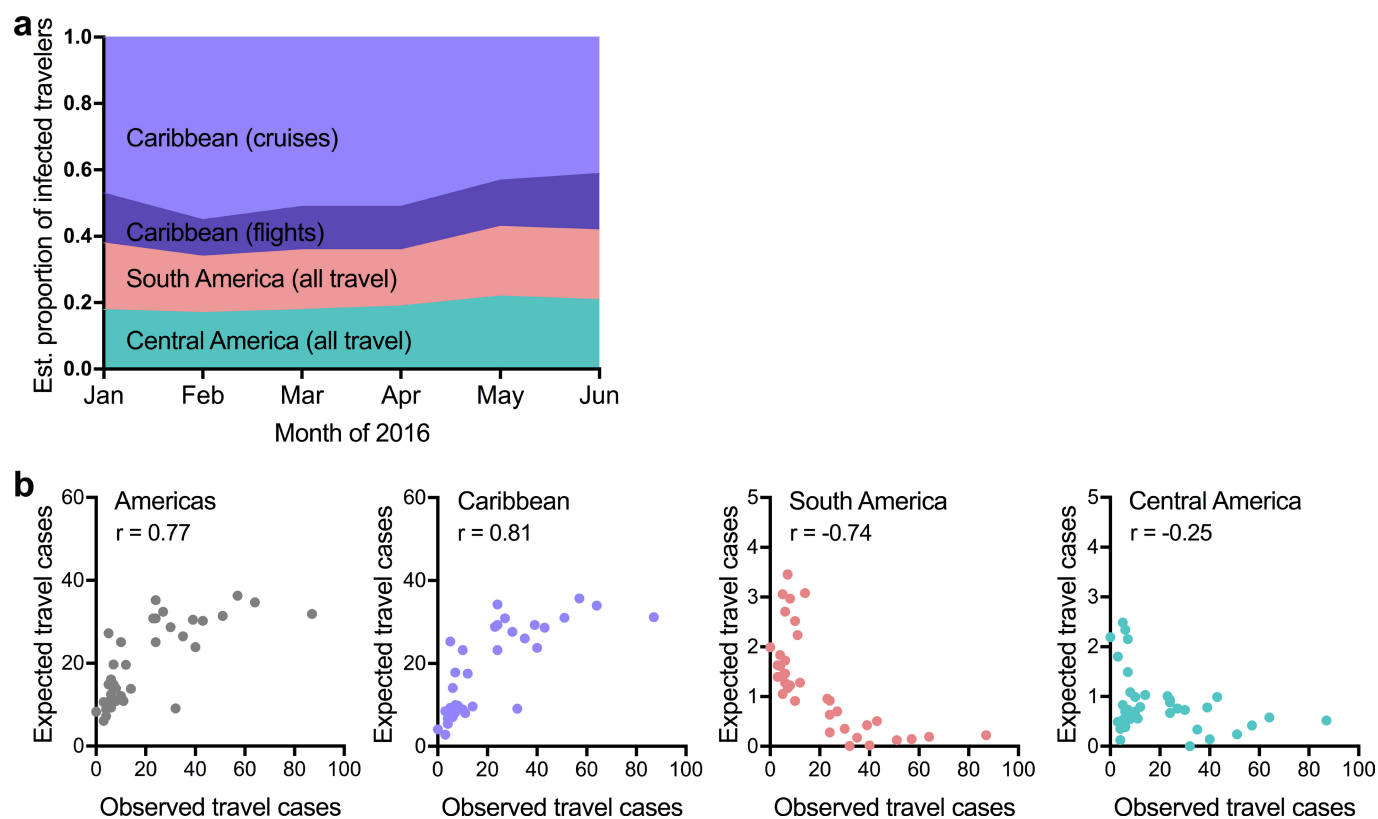 a
Est. proportion of infected travelers
1.0
0.8
0.6
0.4
0.2
0.0
Caribbean (cruises)
Caribbean (flights)
South America (all travel)
Central America (all travel)
Jan Feb Mar Apr May Jun
Month of 2016
b
Expected travel cases
60
40
20
0
Americas
r = 0.77
0 20 40 60 80 100
Observed travel cases
Expected travel cases
60
40
20
0
Caribbean
r = 0.81
0 20 40 60 80 100
Observed travel cases
Expected travel cases
5
4
3
2
1
0
South America
r = -0.74
0 20 40 60 80 100
Observed travel cases
Expected travel cases
5
4
3
2
1
0
Central America
r = -0.25
0 20 40 60 80 100
Observed travel cases